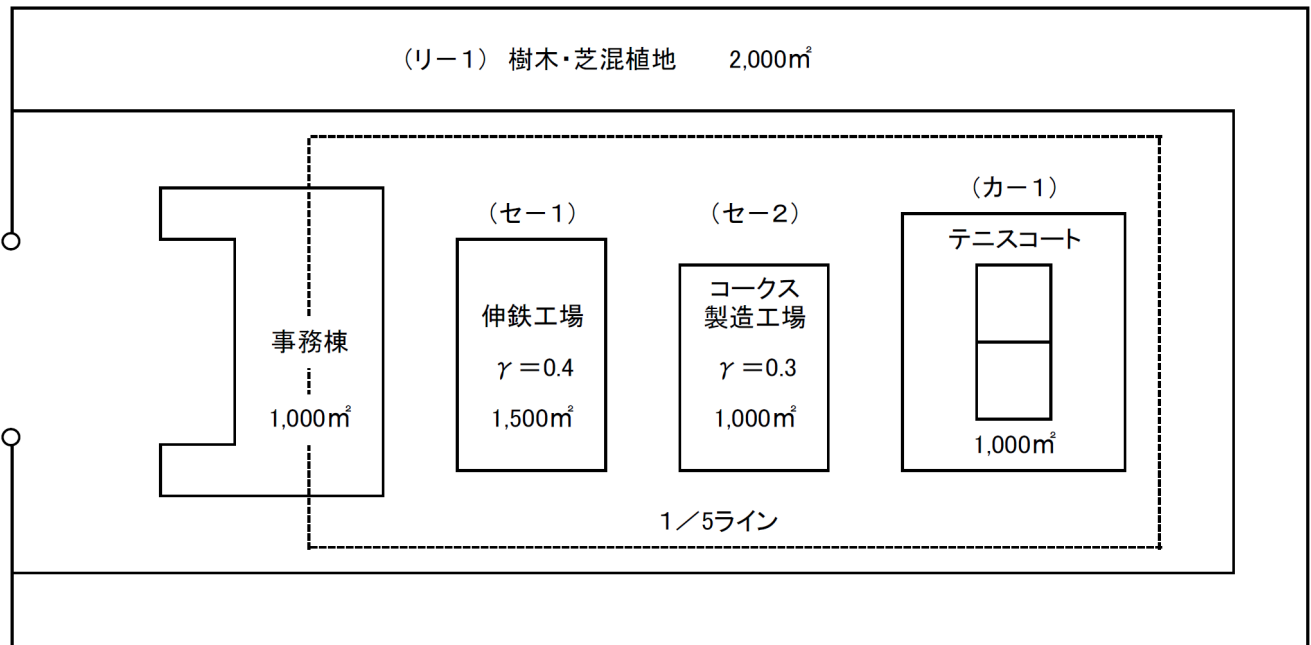 (リー1) 樹木・芝混植地 2,000㎡
(セー1)
(セー2)
(カー1)
事務棟
1,000㎡
伸鉄工場
γ=0.4
1,500㎡
コークス
製造工場
γ=0.3
1,000㎡
テニスコート
1,000㎡
1/5ライン